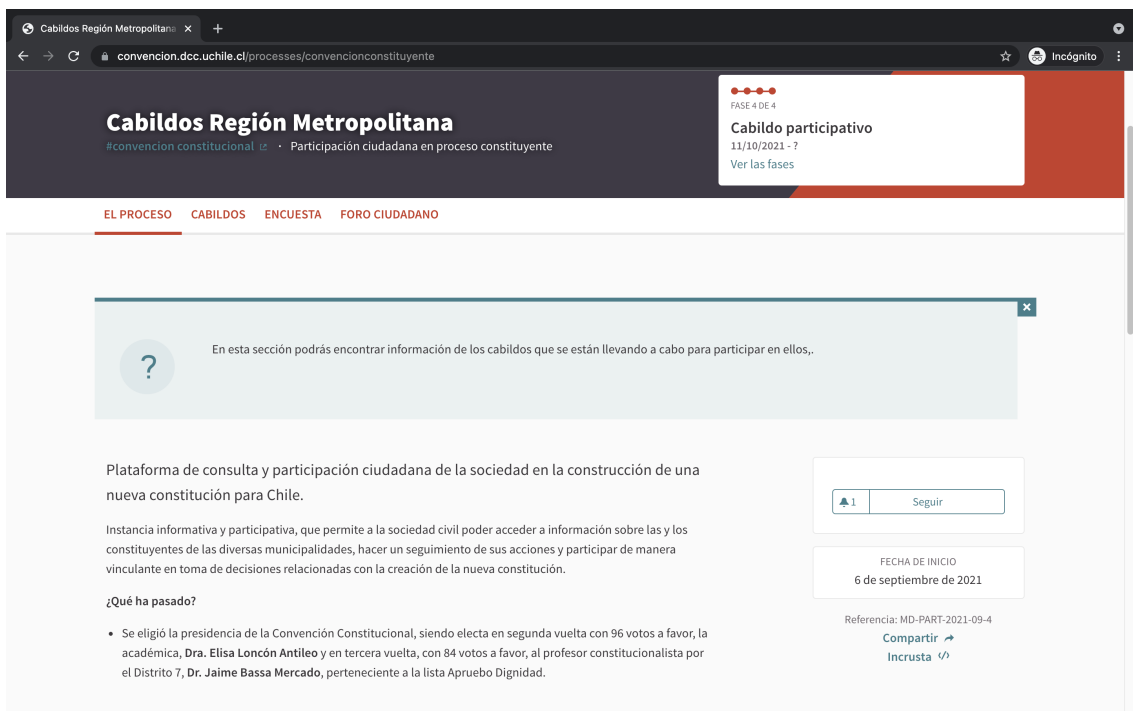 Cabildos Región Metropolitana
convencion.dcc.uchile.cl/processes/convencionconstituyente
Incógnito
Cabildos Región Metropolitana
#convencion constitucional · Participación ciudadana en proceso constituyente
FASE 4 DE 4
Cabildo participativo
11/10/2021 - ?
Ver las fases
EL PROCESO CABILDOS ENCUESTA FORO CIUDADANO
?
En esta sección podrás encontrar información de los cabildos que se están llevando a cabo para participar en ellos,.
Plataforma de consulta y participación ciudadana de la sociedad en la construcción de una
nueva constitución para Chile.
Instancia informativa y participativa, que permite a la sociedad civil poder acceder a información sobre las y los
constituyentes de las diversas municipalidades, hacer un seguimiento de sus acciones y participar de manera
vinculante en toma de decisiones relacionadas con la creación de la nueva constitución.
¿Qué ha pasado?
• Se eligió la presidencia de la Convención Constitucional, siendo electa en segunda vuelta con 96 votos a favor, la
académica, Dra. Elisa Loncón Antileo y en tercera vuelta, con 84 votos a favor, al profesor constitucionalista por
el Distrito 7, Dr. Jaime Bassa Mercado, perteneciente a la lista Apruebo Dignidad.
1 Seguir
FECHA DE INICIO
6 de septiembre de 2021
Referencia: MD-PART-2021-09-4
Compartir
Incrusta